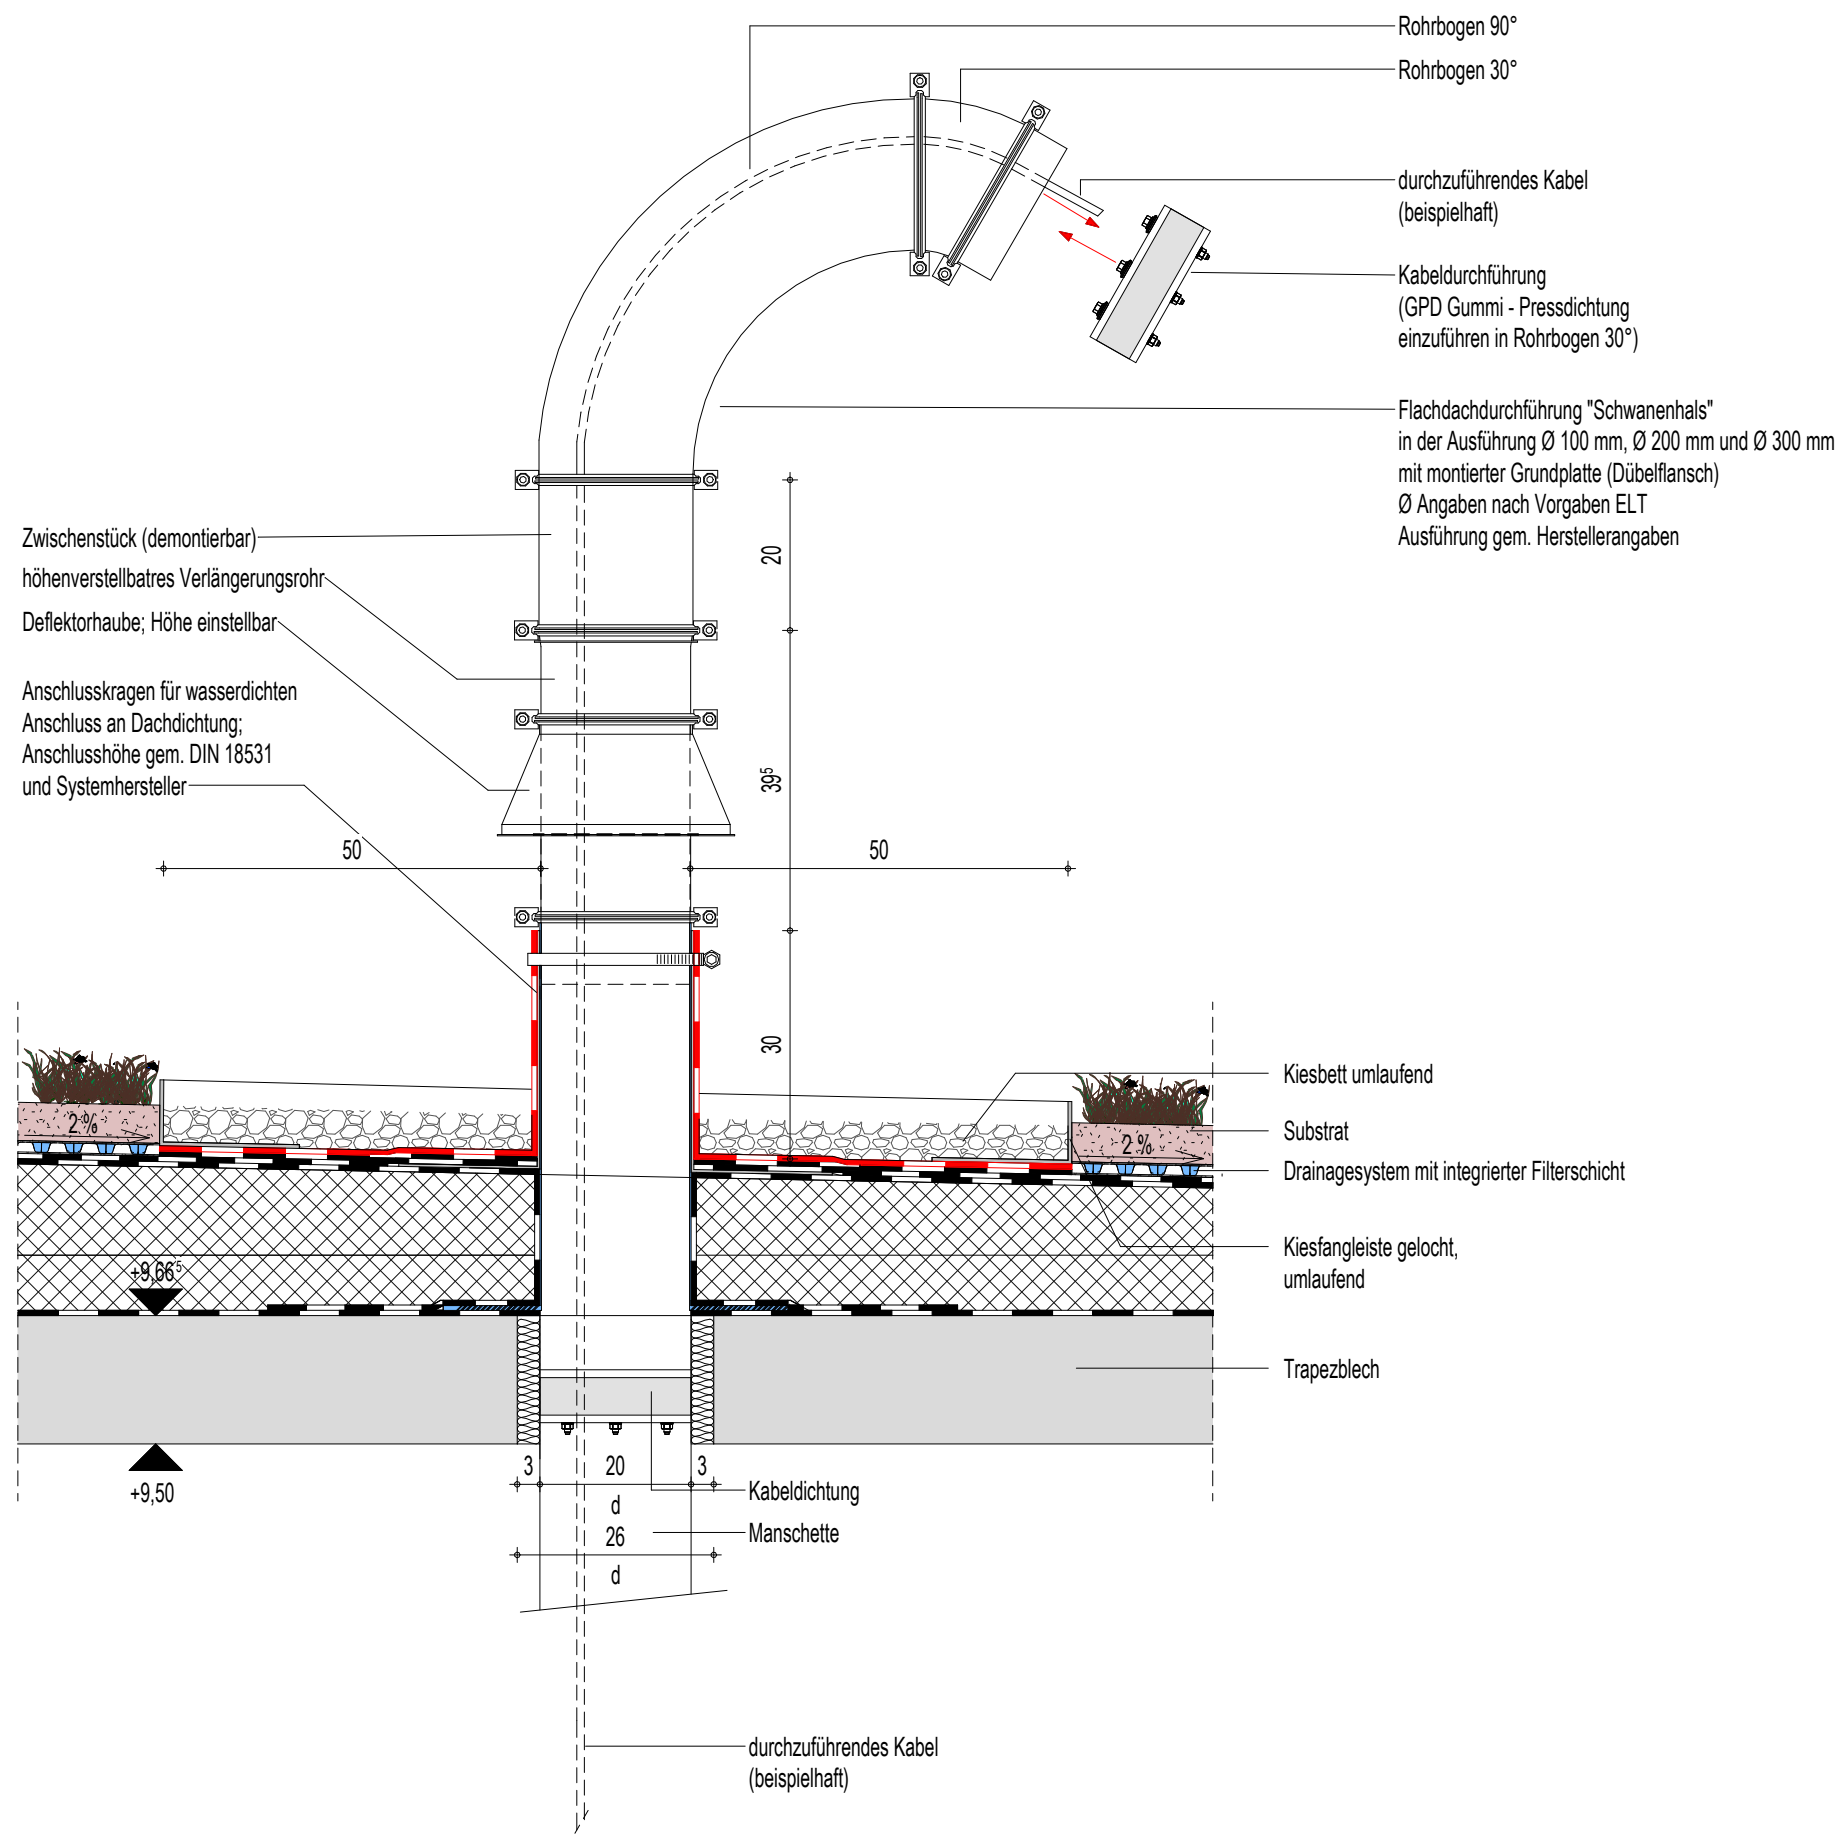 Rohrbogen 90°
Rohrbogen 30°
durchzuführendes Kabel
(beispielhaft)
Kabeldurchführung
(GPD Gummi - Pressdichtung
einzuführen in Rohrbogen 30°)
Flachdachdurchführung "Schwanenhals"
in der Ausführung Ø 100 mm, Ø 200 mm und Ø 300 mm
mit montierter Grundplatte (Dübelflansch)
Ø Angaben nach Vorgaben ELT
Ausführung gem. Herstellerangaben
Zwischenstück (demontierbar)
höhenverstellbatres Verlängerungsrohr
Deflektorhaube; Höhe einstellbar
Anschlusskragen für wasserdichten
Anschluss an Dachdichtung;
Anschlusshöhe gem. DIN 18531
und Systemhersteller
20
39⁵
30
50
50
2 %
2 %
Kiesbett umlaufend
Substrat
Drainagesystem mit integrierter Filterschicht
Kiesfangleiste gelocht,
umlaufend
Trapezblech
+9,66⁵
+9,50
3
20
3
d
26
d
Kabeldichtung
Manschette
durchzuführendes Kabel
(beispielhaft)